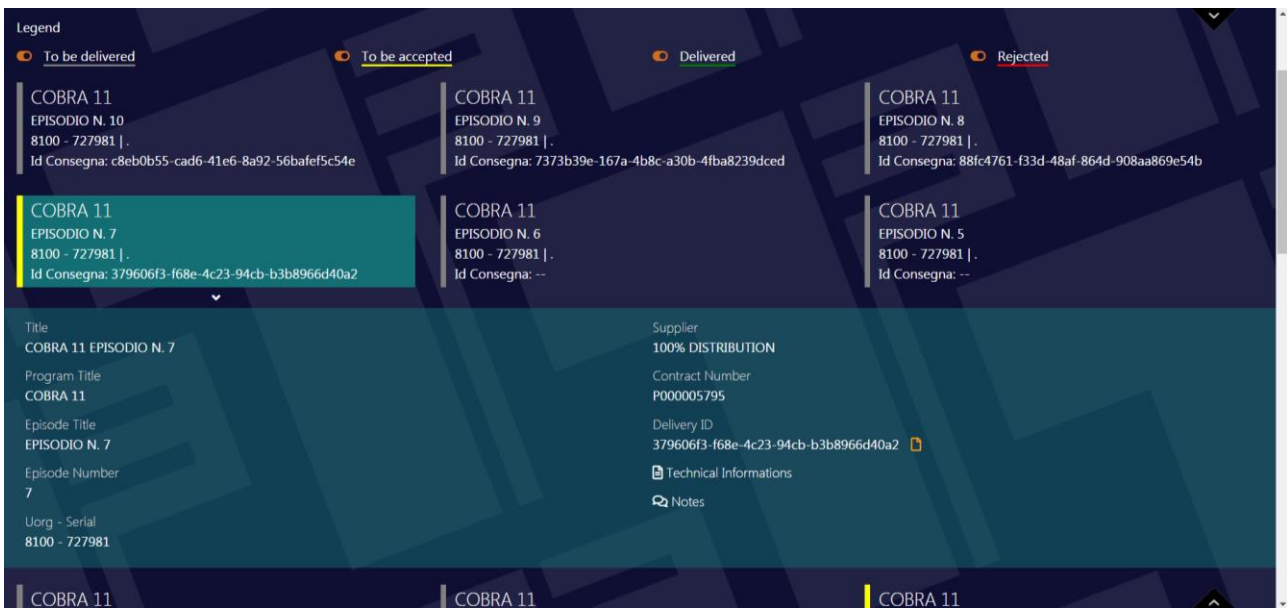 Legend
To be delivered
To be accepted
Delivered
Rejected
COBRA 11
EPISODIO N. 10
8100 - 727981 | .
Id Consegna: c8eb0b55-cad6-41e6-8a92-56bafef5c54e
COBRA 11
EPISODIO N. 9
8100 - 727981 | .
Id Consegna: 7373b39e-167a-4b8c-a30b-4fba8239dced
COBRA 11
EPISODIO N. 8
8100 - 727981 | .
Id Consegna: 88fc4761-f33d-48af-864d-908aa869e54b
COBRA 11
EPISODIO N. 7
8100 - 727981 | .
Id Consegna: 379606f3-f68e-4c23-94cb-b3b8966d40a2
COBRA 11
EPISODIO N. 6
8100 - 727981 | .
Id Consegna: --
COBRA 11
EPISODIO N. 5
8100 - 727981 | .
Id Consegna: --
Title
COBRA 11 EPISODIO N. 7
Program Title
COBRA 11
Episode Title
EPISODIO N. 7
Episode Number
7
Uorg - Serial
8100 - 727981
Supplier
100% DISTRIBUTION
Contract Number
P000005795
Delivery ID
379606f3-f68e-4c23-94cb-b3b8966d40a2
Technical Informations
Notes
COBRA 11
COBRA 11
COBRA 11